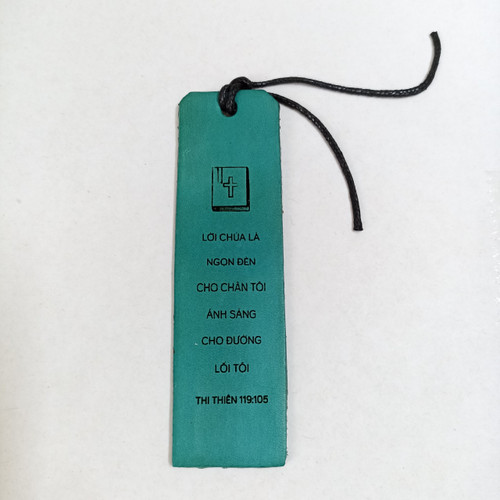 LỜI CHÚA LÀ
NGỌN ĐÈN
CHO CHÂN TÔI
ÁNH SÁNG
CHO ĐƯỜNG
LỐI TÔI
THI THIÊN 119:105